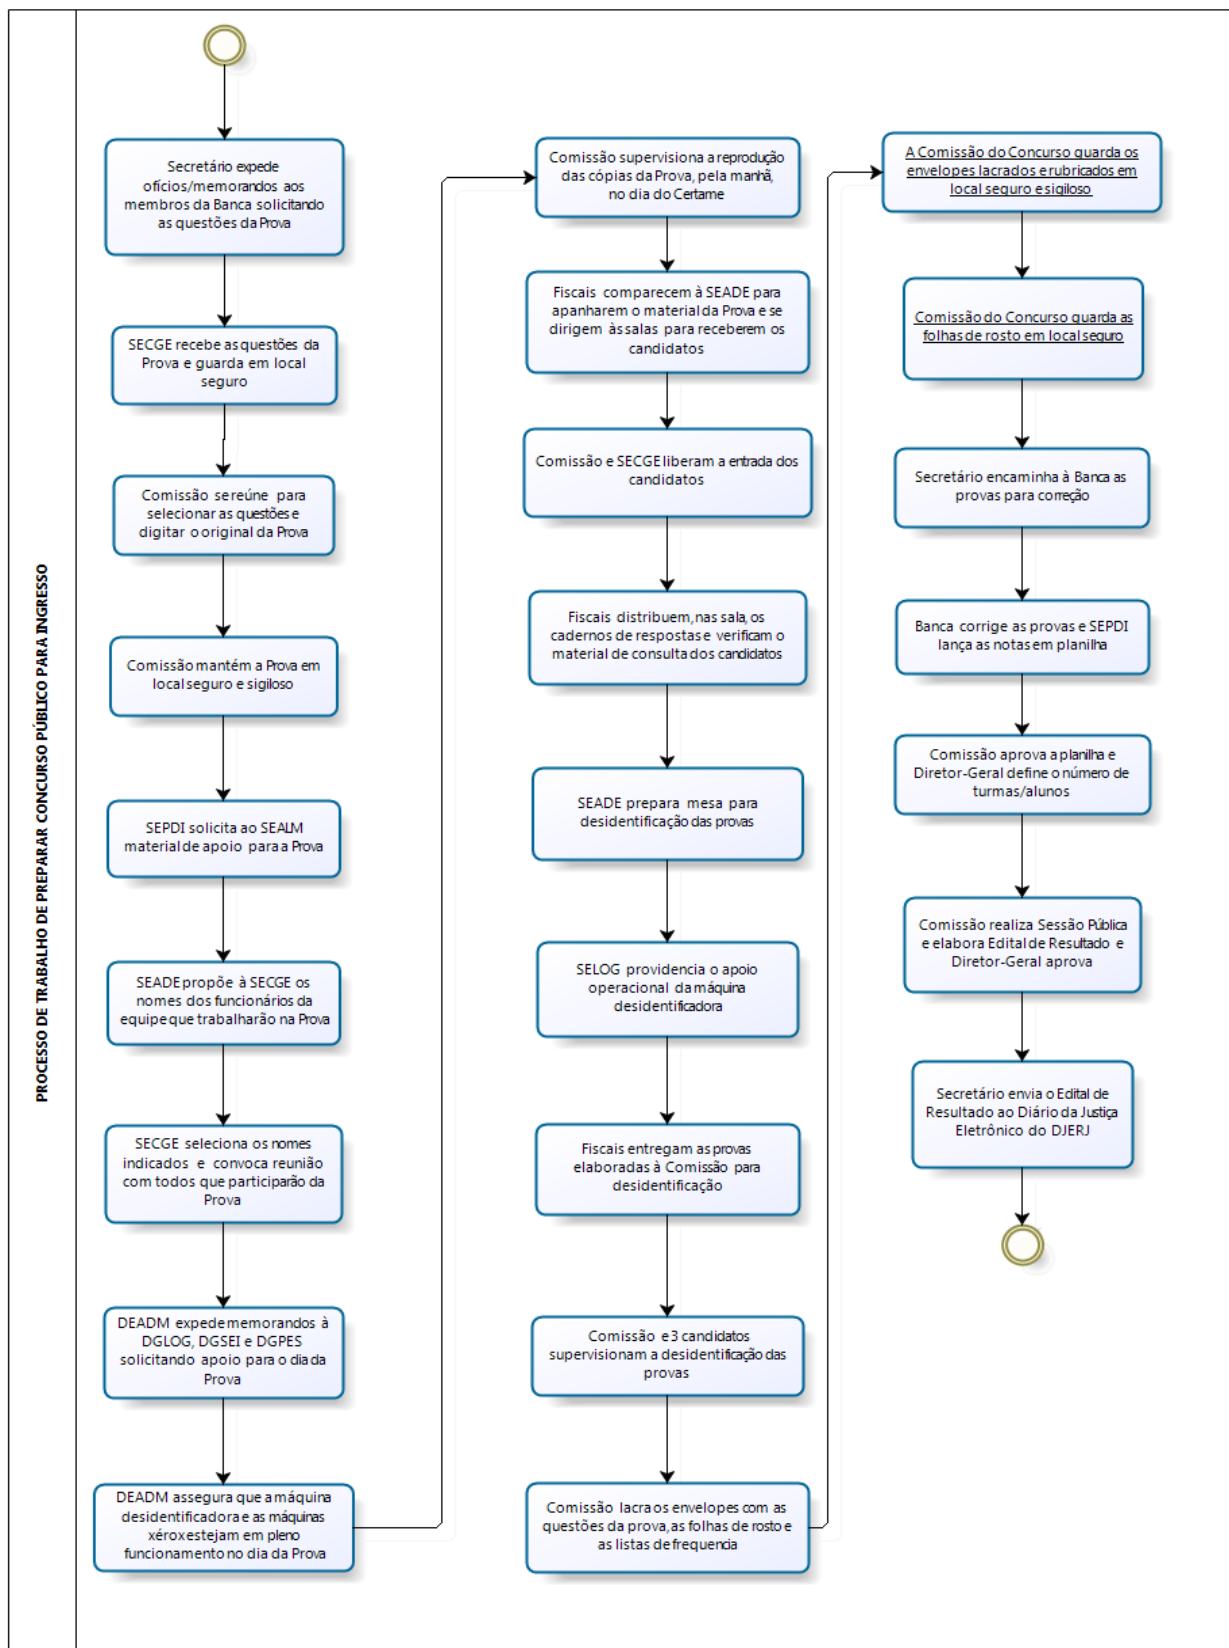 PROCESSO DE TRABALHO DE PREPARAR CONCURSO PÚBLICO PARA INGRESSO
Secretário expede
ofícios/memorandos aos
membros da Banca solicitando
as questões da Prova
SECGE recebe as questões da
Prova e guarda em local
seguro
Comissão se reúne para
selecionar as questões e
digitar o original da Prova
Comissão mantém a Prova em
local seguro e sigiloso
SEPDI solicita ao SEALM
material de apoio para a Prova
SEADE propõe à SECGE os
nomes dos funcionários da
equipe que trabalharão na Prova
SECGE seleciona os nomes
indicados e convoca reunião
com todos que participarão da
Prova
DEADM expede memorandos à
DGLOG, DGSEI e DGPES
solicitando apoio para o dia da
Prova
DEADM assegura que a máquina
desidentificadora e as máquinas
xérox estejam em pleno
funcionamento no dia da Prova
Comissão supervisiona a reprodução
das cópias da Prova, pela manhã,
no dia do Certame
Fiscais comparecem à SEADE para
apanharem o material da Prova e se
dirigem às salas para receberem os
candidatos
Comissão e SECGE liberam a entrada dos
candidatos
Fiscais distribuem, nas sala, os
cadernos de respostas e verificam o
material de consulta dos candidatos
SEADE prepara mesa para
desidentificação das provas
SELOG providencia o apoio
operacional da máquina
desidentificadora
Fiscais entregam as provas
elaboradas à Comissão para
desidentificação
Comissão e 3 candidatos
supervisionam a desidentificação das
provas
Comissão lacra os envelopes com as
questões da prova, as folhas de rosto e
as listas de frequencia
A Comissão do Concurso guarda os
envelopes lacrados e rubricados em
local seguro e sigiloso
Comissão do Concurso guarda as
folhas de rosto em local seguro
Secretário encaminha à Banca as
provas para correção
Banca corrige as provas e SEPDI
lança as notas em planilha
Comissão aprova a planilha e
Diretor-Geral define o número de
turmas/alunos
Comissão realiza Sessão Pública
e elabora Edital de Resultado e
Diretor-Geral aprova
Secretário envia o Edital de
Resultado ao Diário da Justiça
Eletrônico do DJERJ